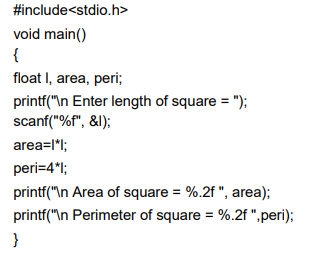 #include<stdio.h>
void main()
{
float l, area, peri;
printf("\n Enter length of square = ");
scanf("%f", &l);
area=l*l;
peri=4*l;
printf("\n Area of square = %.2f ", area);
printf("\n Perimeter of square = %.2f ",peri);
}